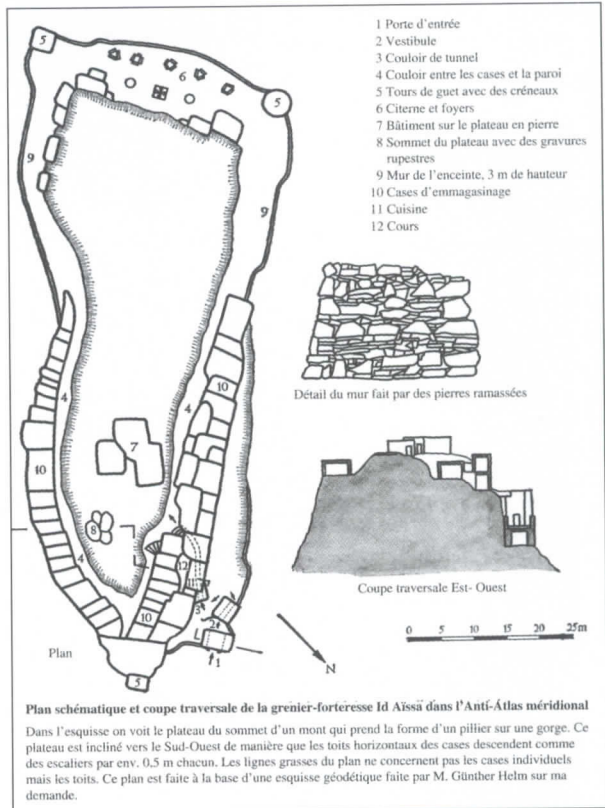 1 Porte d'entrée
2 Vestibule
3 Couloir de tunnel
4 Couloir entre les cases et la paroi
5 Tours de guet avec des créneaux
6 Citerne et foyers
7 Bâtiment sur le plateau en pierre
8 Sommet du plateau avec des gravures
rupestres
9 Mur de l'enceinte, 3 m de hauteur
10 Cases d'emmagasinage
11 Cuisine
12 Cours
5
6
5
9
9
10
4
4
7
10
8
12
4
3
10
2
L
1
5
Plan
N
Détail du mur fait par des pierres ramassées
Coupe traversale Est- Ouest
0 5 10 15 20 25m
Plan schématique et coupe traversale de la grenier-forteresse Id Aïssa dans l'Anti-Átlas méridional
Dans l'esquisse on voit le plateau du sommet d'un mont qui prend la forme d'un pillier sur une gorge. Ce
plateau est incliné vers le Sud-Ouest de manière que les toits horizontaux des cases descendent comme
des escaliers par env. 0,5 m chacun. Les lignes grasses du plan ne concernent pas les cases individuels
mais les toits. Ce plan est faite à la base d'une esquisse géodétique faite par M. Günther Helm sur ma
demande.